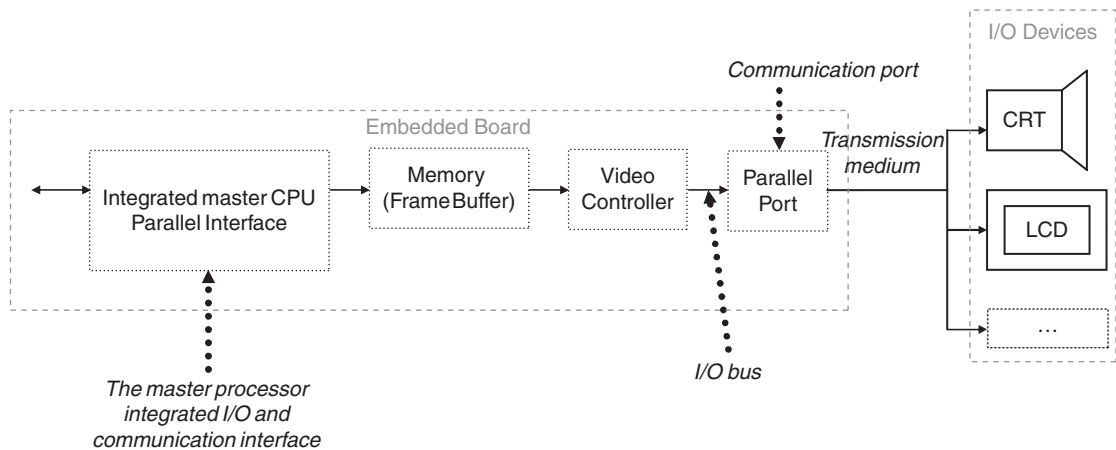 I/O Devices
Communication port
CRT
Embedded Board
Transmission
medium
Integrated master CPU
Parallel Interface
Memory
(Frame Buffer)
Video
Controller
Parallel
Port
LCD
...
I/O bus
The master processor
integrated I/O and
communication interface